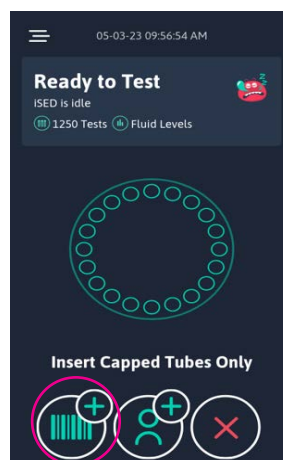 05-03-23 09:56:54 AM
Ready to Test
iSED is idle
1250 Tests Fluid Levels
Insert Capped Tubes Only